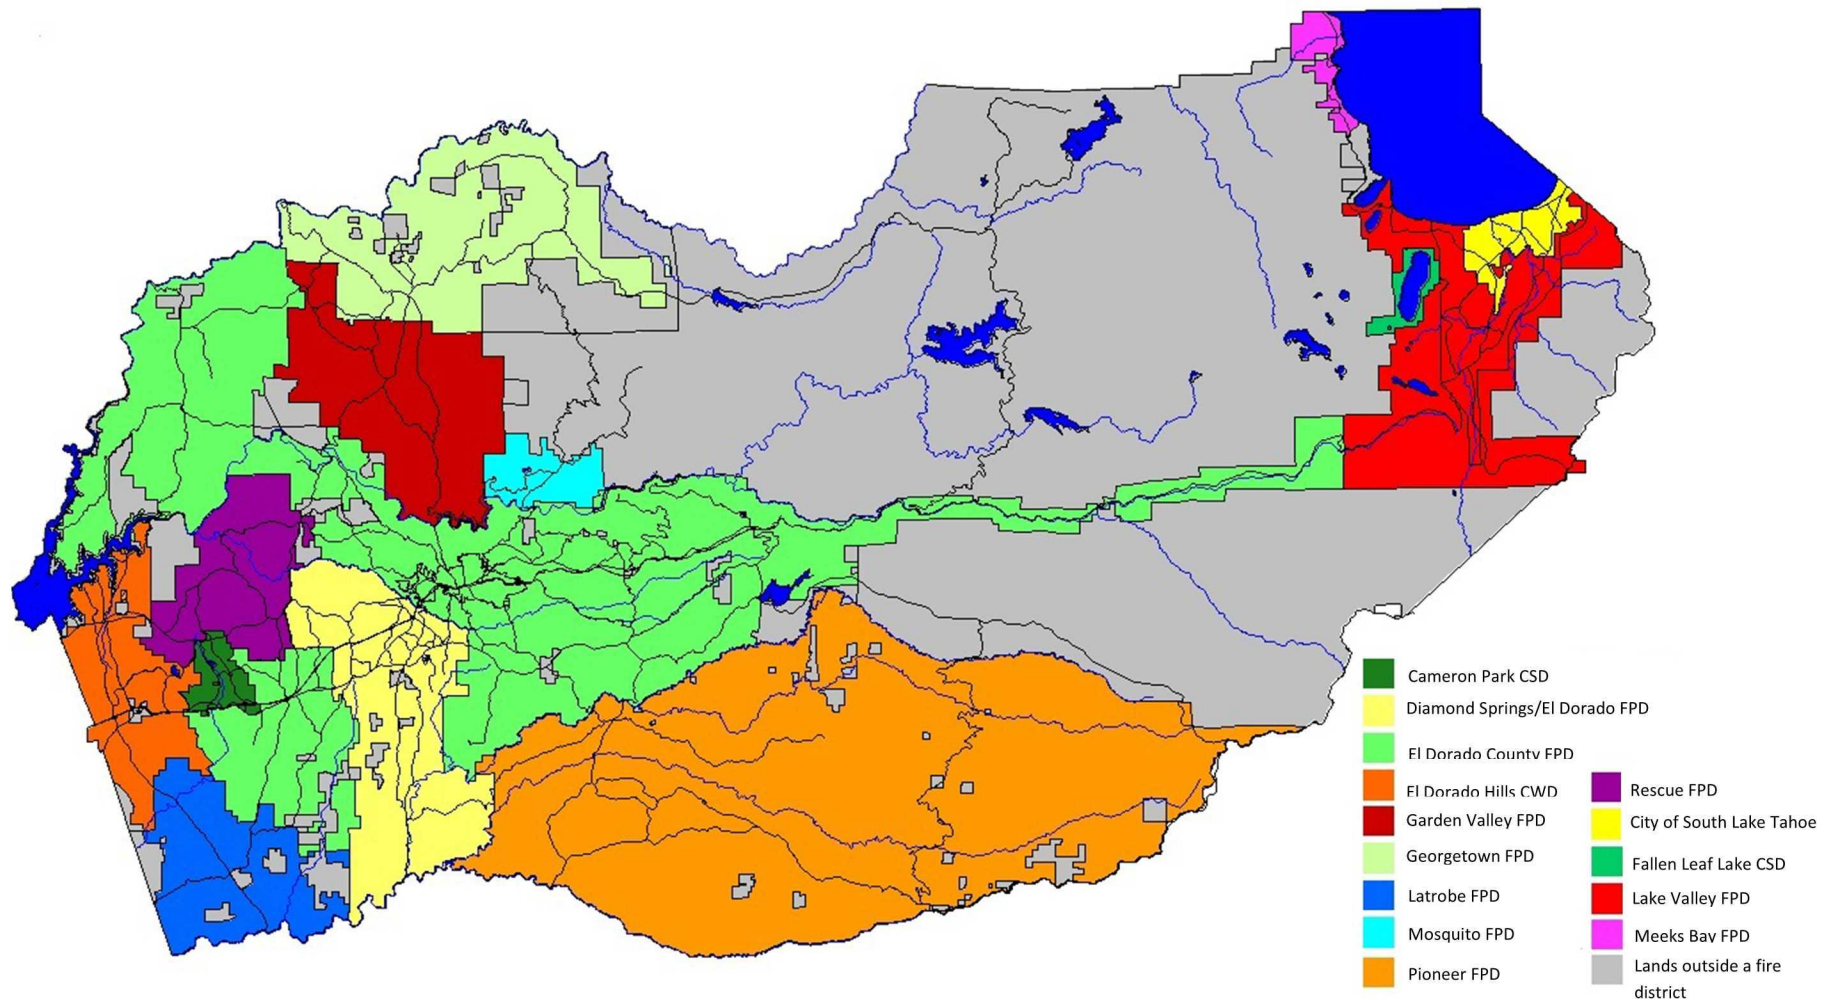 Cameron Park CSD
Diamond Springs/El Dorado FPD
El Dorado County FPD
El Dorado Hills CWD
Garden Valley FPD
Georgetown FPD
Latrobe FPD
Mosquito FPD
Pioneer FPD
Rescue FPD
City of South Lake Tahoe
Fallen Leaf Lake CSD
Lake Valley FPD
Meeks Bay FPD
Lands outside a fire
district